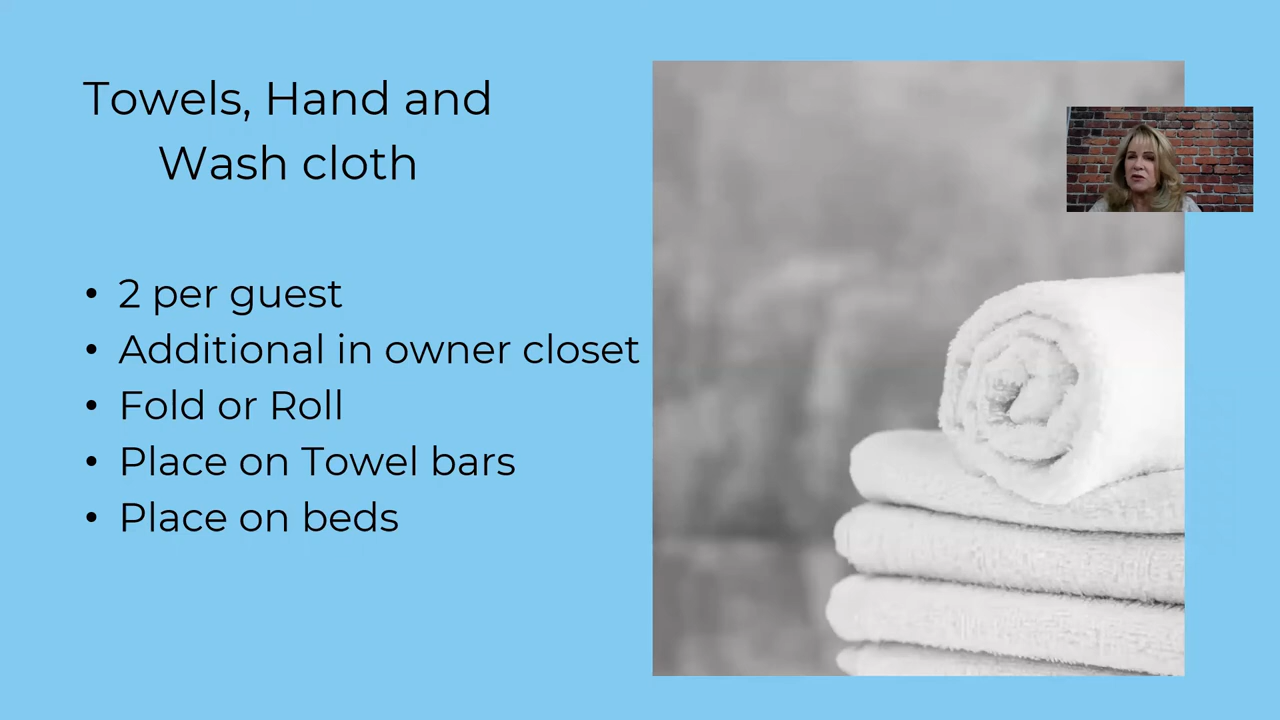 Towels, Hand and
Wash cloth
• 2 per guest
• Additional in owner closet
• Fold or Roll
• Place on Towel bars
• Place on beds